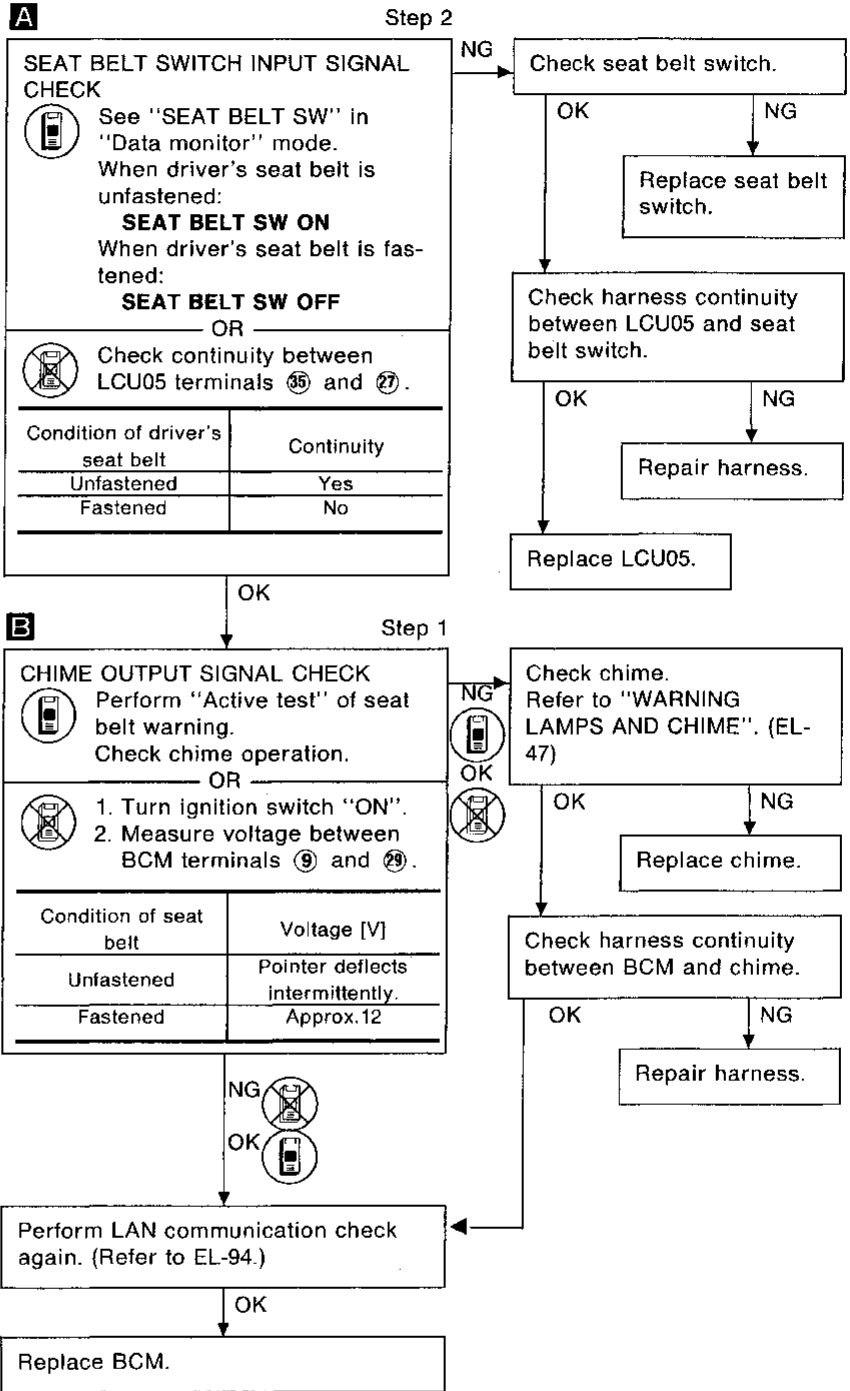 A
Step 2
SEAT BELT SWITCH INPUT SIGNAL
CHECK
See "SEAT BELT SW" in
"Data monitor" mode.
When driver's seat belt is
unfastened:
SEAT BELT SW ON
When driver's seat belt is fas-
tened:
SEAT BELT SW OFF
OR
Check continuity between
LCU05 terminals 35 and 27.
Condition of driver's
seat belt
Continuity
Unfastened
Yes
Fastened
No
NG
Check seat belt switch.
OK
NG
Replace seat belt
switch.
Check harness continuity
between LCU05 and seat
belt switch.
OK
NG
Repair harness.
Replace LCU05.
OK
B
Step 1
CHIME OUTPUT SIGNAL CHECK
Perform "Active test" of seat
belt warning.
Check chime operation.
OR
1. Turn ignition switch "ON".
2. Measure voltage between
BCM terminals 9 and 29.
Condition of seat
belt
Voltage [V]
Unfastened
Pointer deflects
intermittently.
Fastened
Approx.12
NG
OK
Check chime.
Refer to "WARNING
LAMPS AND CHIME". (EL-
47)
OK
NG
Replace chime.
Check harness continuity
between BCM and chime.
OK
NG
Repair harness.
NG
OK
Perform LAN communication check
again. (Refer to EL-94.)
OK
Replace BCM.